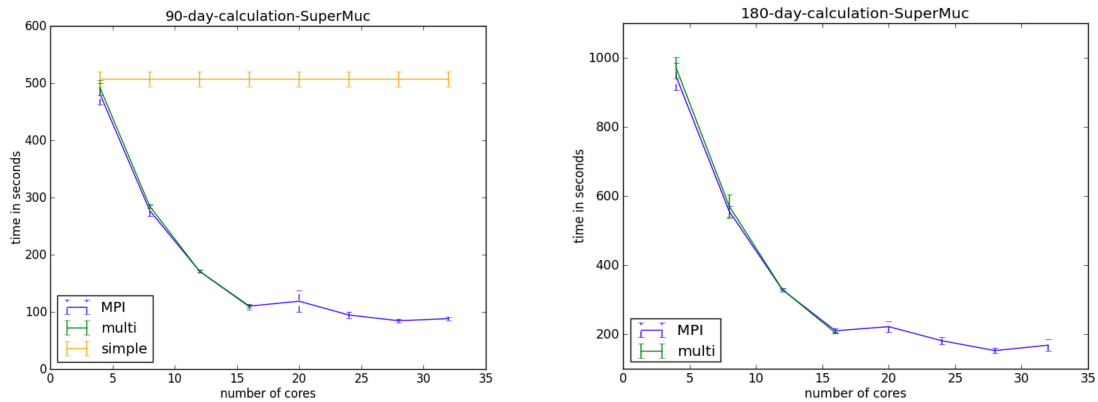 90-day-calculation-SuperMuc
600
500
400
300
200
100
0
time in seconds
MPI
multi
simple
0 5 10 15 20 25 30 35
number of cores
180-day-calculation-SuperMuc
1000
800
600
400
200
time in seconds
MPI
multi
0 5 10 15 20 25 30 35
number of cores